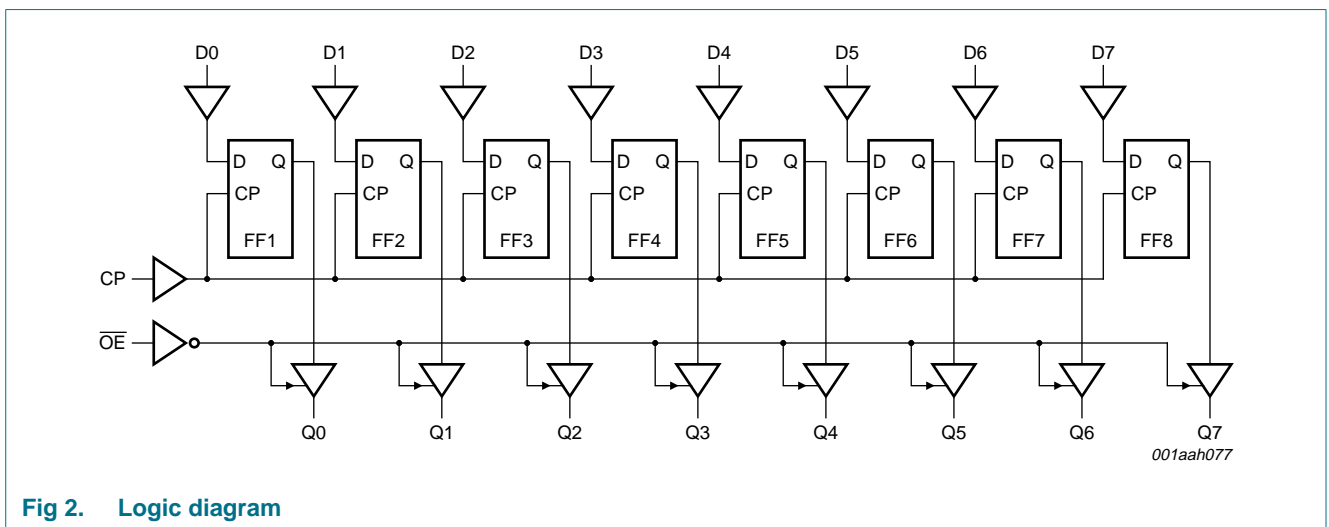 D0 D1 D2 D3 D4 D5 D6 D7
D Q D Q D Q D Q D Q D Q D Q D Q
CP CP CP CP CP CP CP CP
FF1 FF2 FF3 FF4 FF5 FF6 FF7 FF8
CP
O̅E̅
Q0 Q1 Q2 Q3 Q4 Q5 Q6 Q7
001aah077
Fig 2. Logic diagram